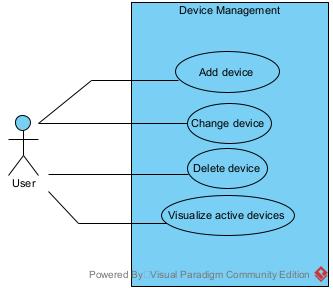 Device Management
Add device
Change device
Delete device
User
Visualize active devices
Powered By: Visual Paradigm Community Edition